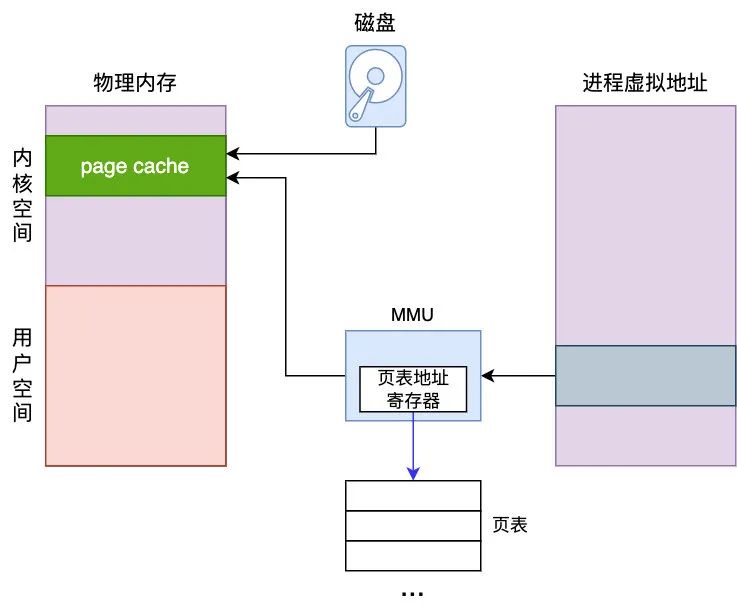 磁盘
物理内存
进程虚拟地址
内核空间
page cache
用户空间
MMU
页表地址
寄存器
页表
...